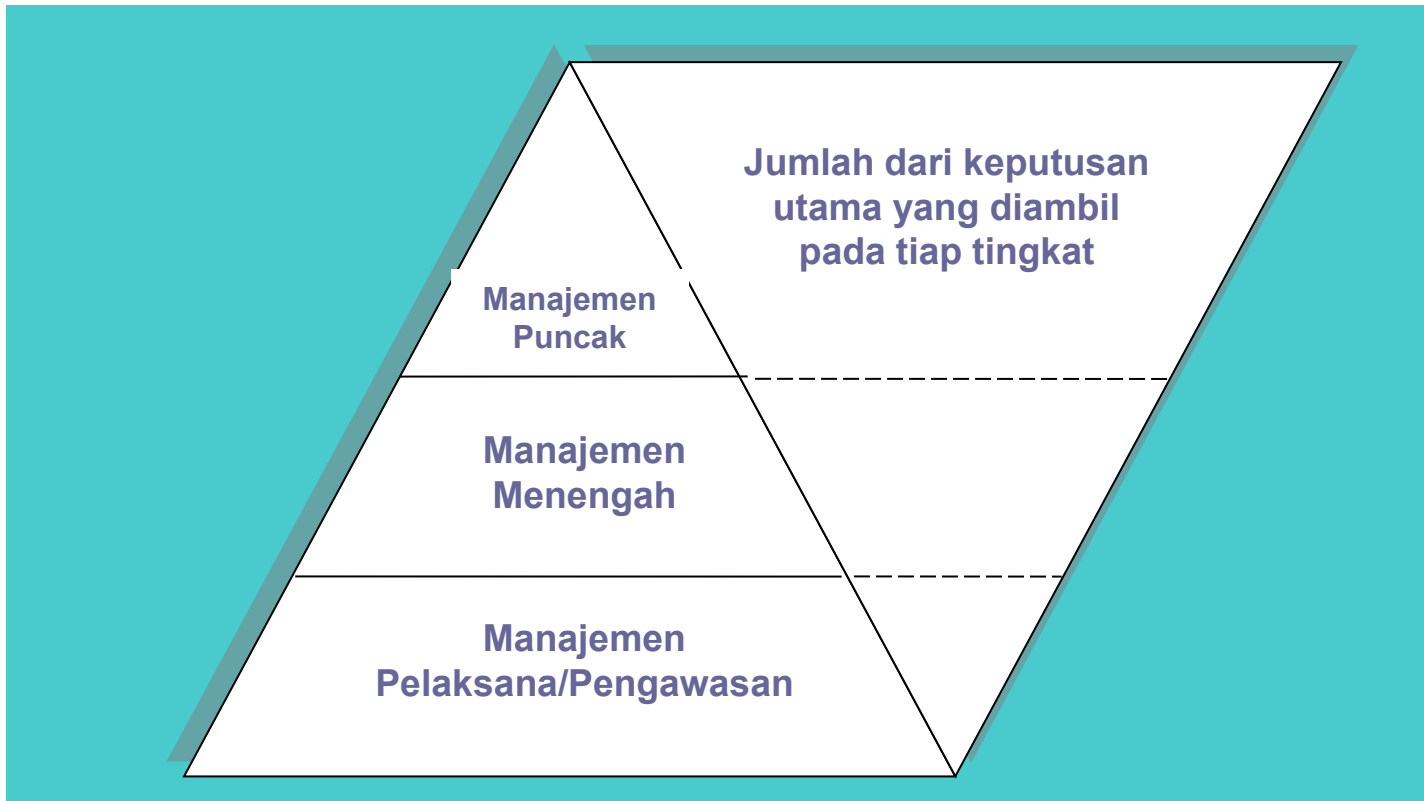 Jumlah dari keputusan
utama yang diambil
pada tiap tingkat
Manajemen
Puncak
Manajemen
Menengah
Manajemen
Pelaksana/Pengawasan